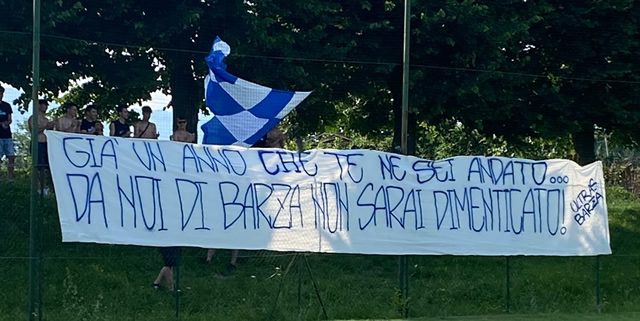 GIÀ UN ANNO CHE TE NE SEI ANDATO...
DA NOI DI BARZA NON SARAI DIMENTICATO!
ULTRAS
BARZA